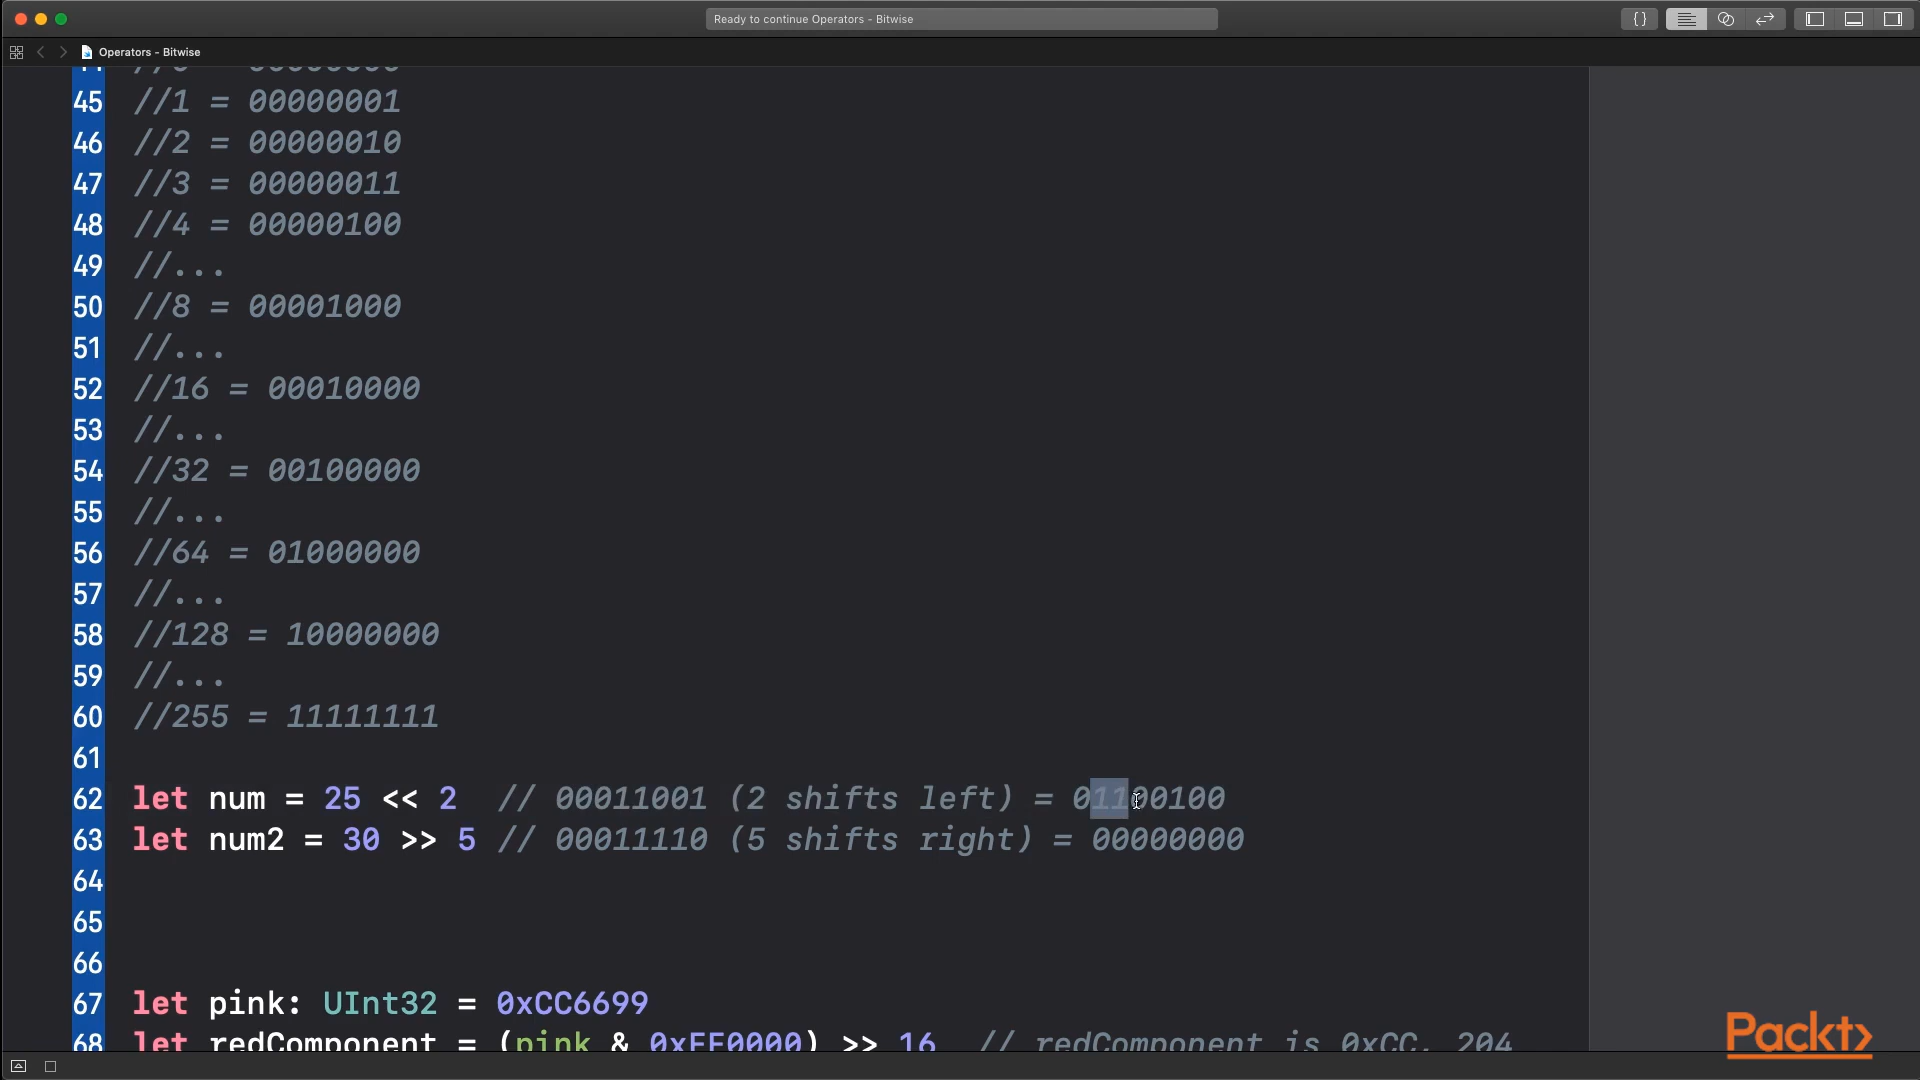 Ready to continue Operators - Bitwise
{ }
Operators - Bitwise
45 //1 = 00000001
46 //2 = 00000010
47 //3 = 00000011
48 //4 = 00000100
49 //...
50 //8 = 00001000
51 //...
52 //16 = 00010000
53 //...
54 //32 = 00100000
55 //...
56 //64 = 01000000
57 //...
58 //128 = 10000000
59 //...
60 //255 = 11111111
61
62 let num = 25 << 2 // 00011001 (2 shifts left) = 01100100
63 let num2 = 30 >> 5 // 00011110 (5 shifts right) = 00000000
64
65
66
67 let pink: UInt32 = 0xCC6699
68 let redComponent = (pink & 0xFF0000) >> 16 // redComponent is 0xCC, 204
Packt>